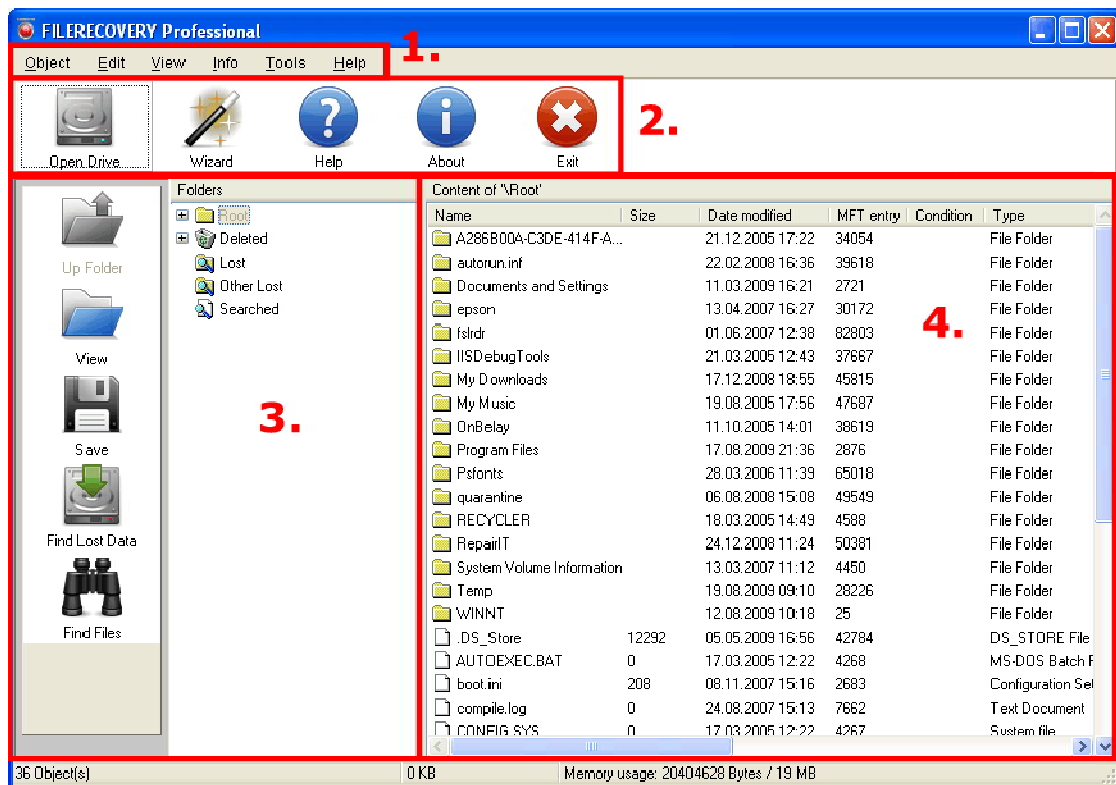 FILERECOVERY Professional
Object Edit View Info Tools Help 1.
Open Drive Wizard Help About Exit 2.
Up Folder
View
Save
Find Lost Data
Find Files
Folders
Root
Deleted
Lost
Other Lost
Searched
3.
Content of '\Root'
Name Size Date modified MFT entry Condition Type
A286B00A-C3DE-414F-A... 21.12.2005 17:22 34054 File Folder
autorun.inf 22.02.2008 16:36 39618 File Folder
Documents and Settings 11.03.2009 16:21 2721 File Folder
epson 13.04.2007 16:27 30172 File Folder
fslrdr 01.06.2007 12:38 82803 File Folder
4.
IISDebugTools 21.03.2005 12:43 37667 File Folder
My Downloads 17.12.2008 18:55 45815 File Folder
My Music 19.08.2005 17:56 47687 File Folder
OnBelay 11.10.2005 14:01 38619 File Folder
Program Files 17.08.2009 21:36 2876 File Folder
Psfonts 28.03.2006 11:39 65018 File Folder
quarantine 06.08.2008 15:08 49549 File Folder
RECYCLER 18.03.2005 14:49 4588 File Folder
RepairIT 24.12.2008 11:24 50381 File Folder
System Volume Information 13.03.2007 11:12 4450 File Folder
Temp 19.08.2009 09:10 28226 File Folder
WINNT 12.08.2009 10:18 25 File Folder
.DS_Store 12292 05.05.2009 16:56 42784 DS_STORE File
AUTOEXEC.BAT 0 17.03.2005 12:22 4268 MS-DOS Batch F
boot.ini 208 08.11.2007 15:16 2683 Configuration Set
compile.log 0 24.08.2007 15:13 7662 Text Document
CONFIG.SYS 0 17.03.2005 12:22 4267 System file
36 Object(s) 0 KB Memory usage: 20404628 Bytes / 19 MB